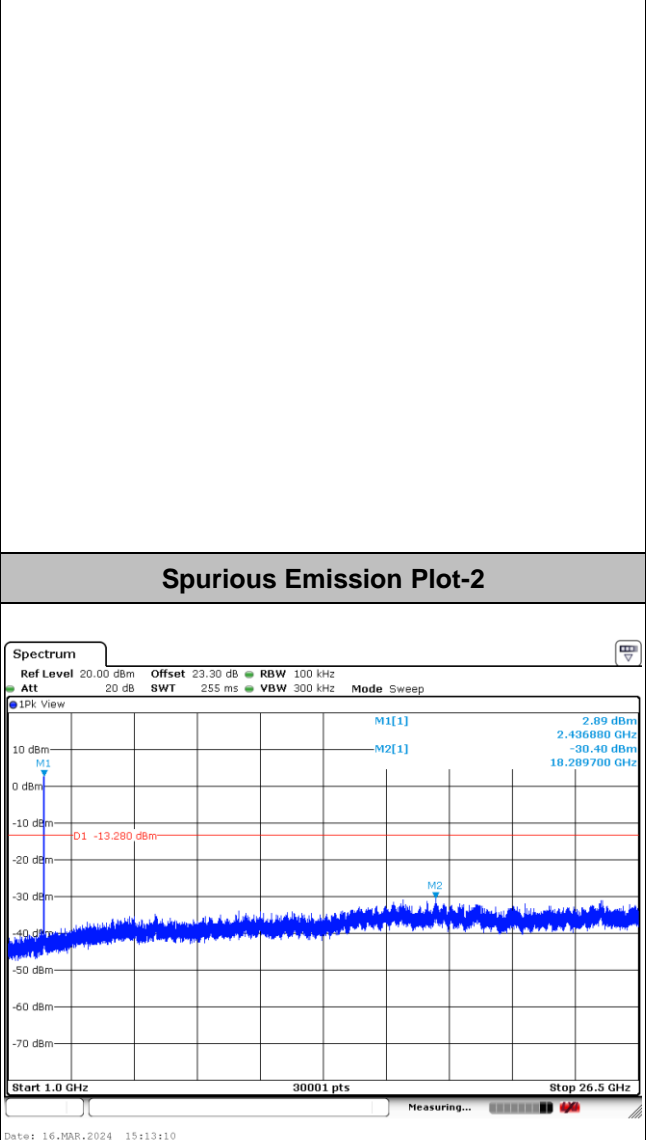 Spurious Emission Plot-2
Spectrum
Ref Level 20.00 dBm Offset 23.30 dB RBW 100 kHz
Att 20 dB SWT 255 ms VBW 300 kHz Mode Sweep
1Pk View
M1[1] 2.89 dBm
2.436880 GHz
10 dBm M2[1] -30.40 dBm
M1 18.289700 GHz
0 dBm
-10 dBm
D1 -13.280 dBm
-20 dBm
M2
-30 dBm
-40 dBm
-50 dBm
-60 dBm
-70 dBm
Start 1.0 GHz 30001 pts Stop 26.5 GHz
Measuring...
Date: 16.MAR.2024 15:13:10